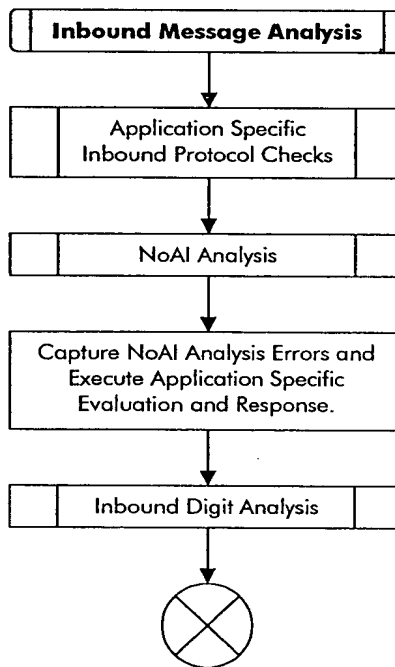 Inbound Message Analysis
Application Specific
Inbound Protocol Checks
NoAI Analysis
Capture NoAI Analysis Errors and
Execute Application Specific
Evaluation and Response.
Inbound Digit Analysis